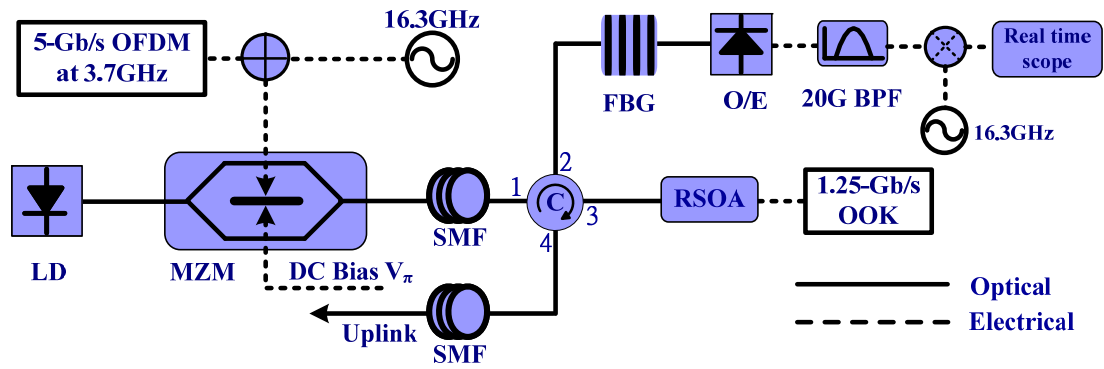 5-Gb/s OFDM
at 3.7GHz
16.3GHz
FBG
O/E
20G BPF
Real time
scope
16.3GHz
LD
MZM
DC Bias Vπ
SMF
1
2
C
3
4
RSOA
1.25-Gb/s
OOK
Uplink
SMF
Optical
Electrical